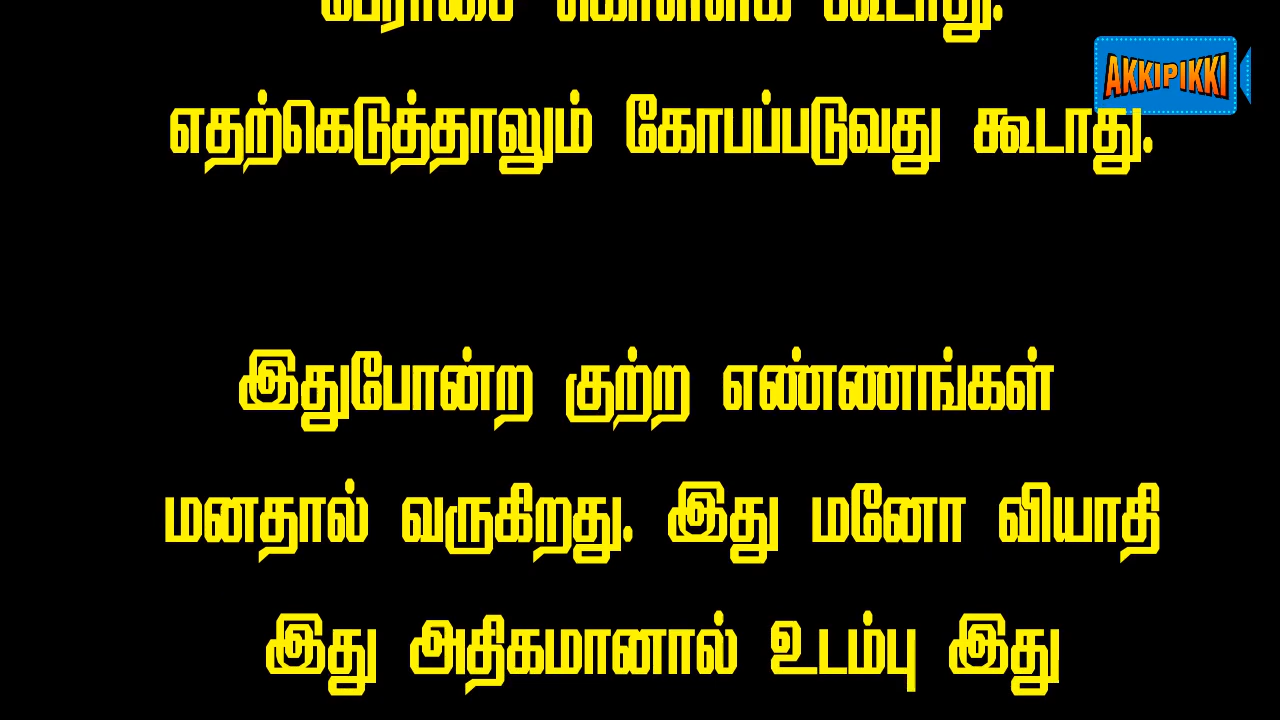 பேராசை கொள்ளக் கூடாது.
AKKIPIKKI
எதற்கெடுத்தாலும் கோபப்படுவது கூடாது.
இதுபோன்ற குற்ற எண்ணங்கள்
மனதால் வருகிறது. இது மனோ வியாதி
இது அதிகமானால் உடம்பு இது